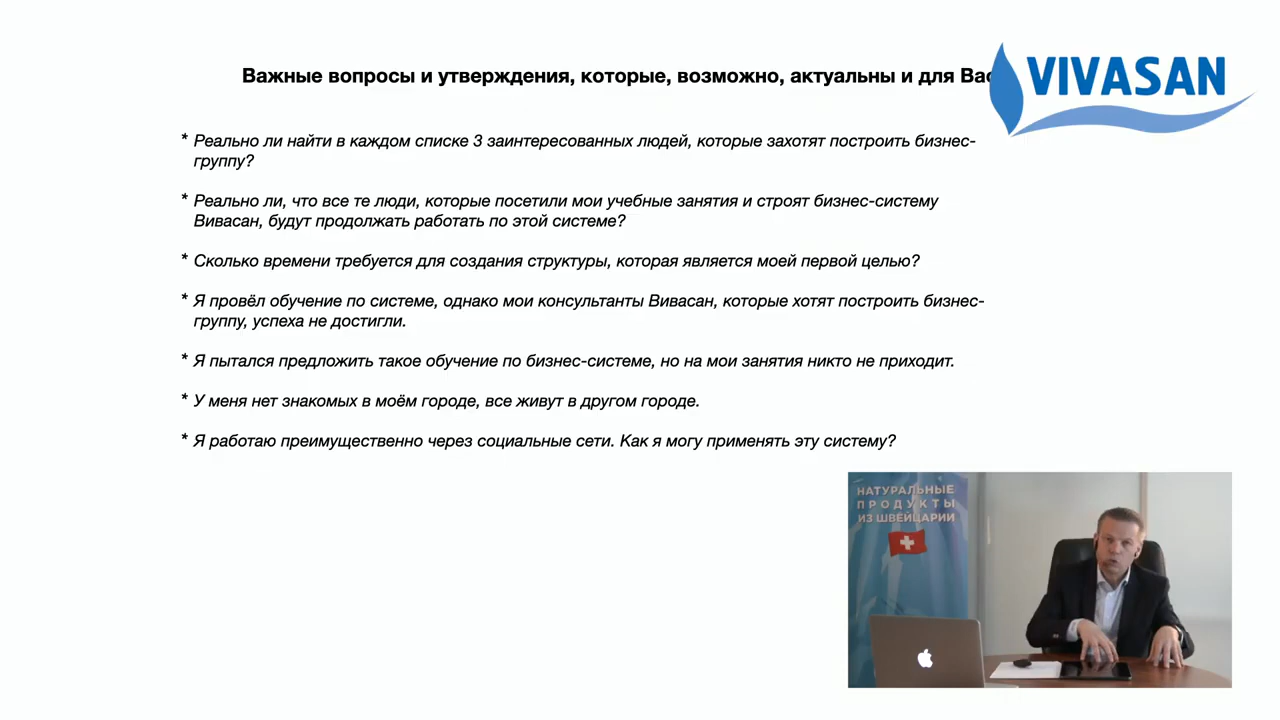 Важные вопросы и утверждения, которые, возможно, актуальны и для Вас
VIVASAN
* Реально ли найти в каждом списке 3 заинтересованных людей, которые захотят построить бизнес-
группу?
* Реально ли, что все те люди, которые посетили мои учебные занятия и строят бизнес-систему
Вивасан, будут продолжать работать по этой системе?
* Сколько времени требуется для создания структуры, которая является моей первой целью?
* Я провёл обучение по системе, однако мои консультанты Вивасан, которые хотят построить бизнес-
группу, успеха не достигли.
* Я пытался предложить такое обучение по бизнес-системе, но на мои занятия никто не приходит.
* У меня нет знакомых в моём городе, все живут в другом городе.
* Я работаю преимущественно через социальные сети. Как я могу применять эту систему?
НАТУРАЛЬНЫЕ
ПРОДУКТЫ
ИЗ ШВЕЙЦАРИИ